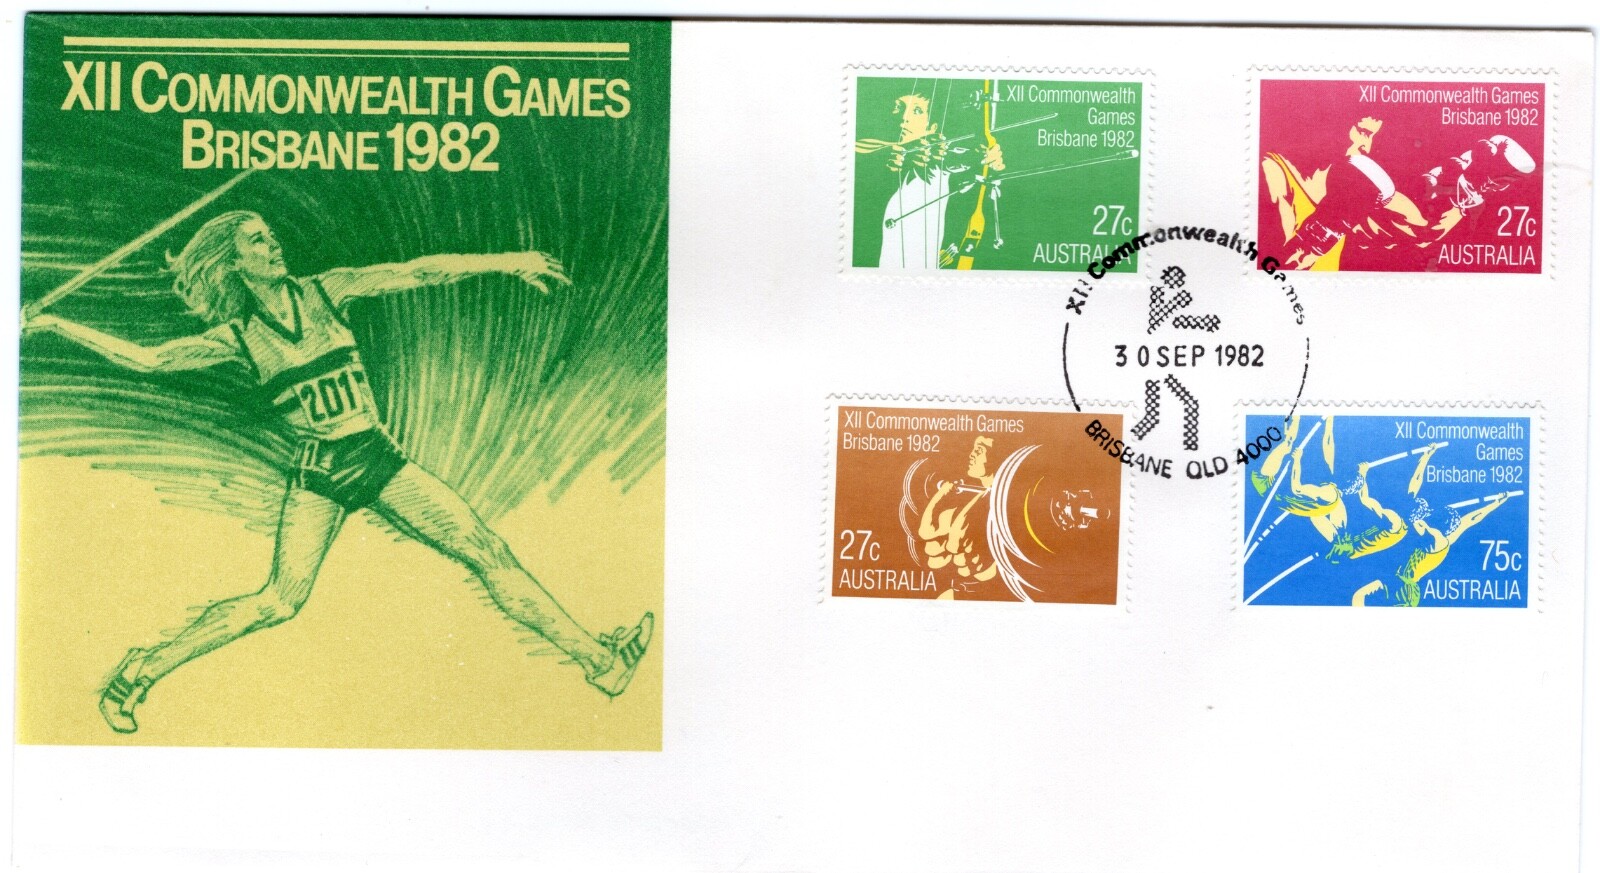 XII COMMONWEALTH GAMES
BRISBANE 1982
201
XII Commonwealth
Games
Brisbane 1982
27c
AUSTRALIA
XII Commonwealth Games
Brisbane 1982
27c
AUSTRALIA
XII Commonwealth Games
30 SEP 1982
BRISBANE QLD 4000
XII Commonwealth Games
Brisbane 1982
27c
AUSTRALIA
XII Commonwealth
Games
Brisbane 1982
75c
AUSTRALIA